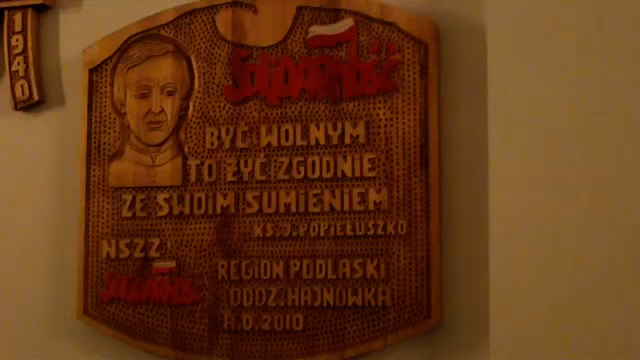 1940
Solidarność
BYĆ WOLNYM
TO ŻYĆ ZGODNIE
ZE SWOIM SUMIENIEM
KS. J. POPIEŁUSZKO
NSZZ
Solidarność
REGION PODLASKI
ODDZ. HAJNÓWKA
A.D. 2010